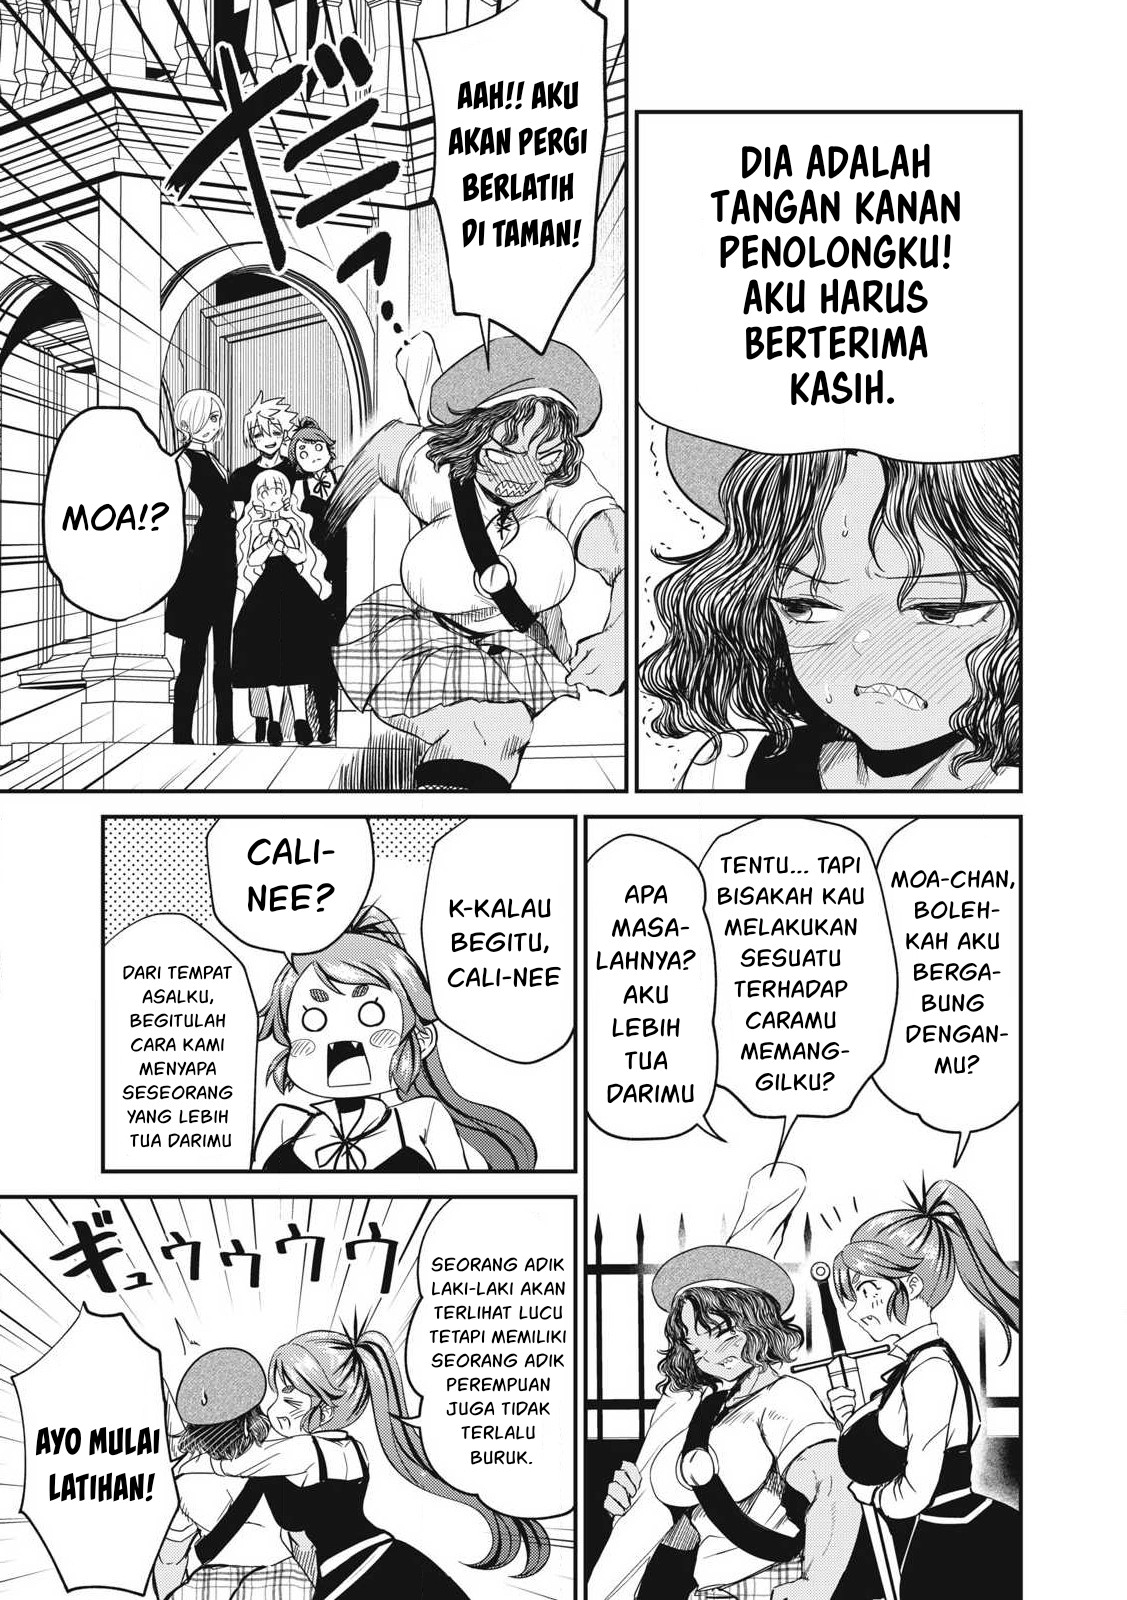 DIA ADALAH
TANGAN KANAN
PENOLONGKU!
AKU HARUS
BERTERIMA
KASIH.
AAH!! AKU
AKAN PERGI
BERLATIH
DI TAMAN!
MOA!?
MOA-CHAN,
BOLEH-
KAH AKU
BERGA-
BUNG
DENGAN-
MU?
TENTU... TAPI
BISAKAH KAU
MELAKUKAN
SESUATU
TERHADAP
CARAMU
MEMANG-
GILKU?
APA
MASA-
LAHNYA?
AKU
LEBIH
TUA
DARIMU
K-KALAU
BEGITU,
CALI-NEE
CALI-
NEE?
DARI TEMPAT
ASALKU,
BEGITULAH
CARA KAMI
MENYAPA
SESEORANG
YANG LEBIH
TUA DARIMU
SEORANG ADIK
LAKI-LAKI AKAN
TERLIHAT LUCU
TETAPI MEMILIKI
SEORANG ADIK
PEREMPUAN
JUGA TIDAK
TERLALU
BURUK.
ギュゥゥゥゥ
AYO MULAI
LATIHAN!